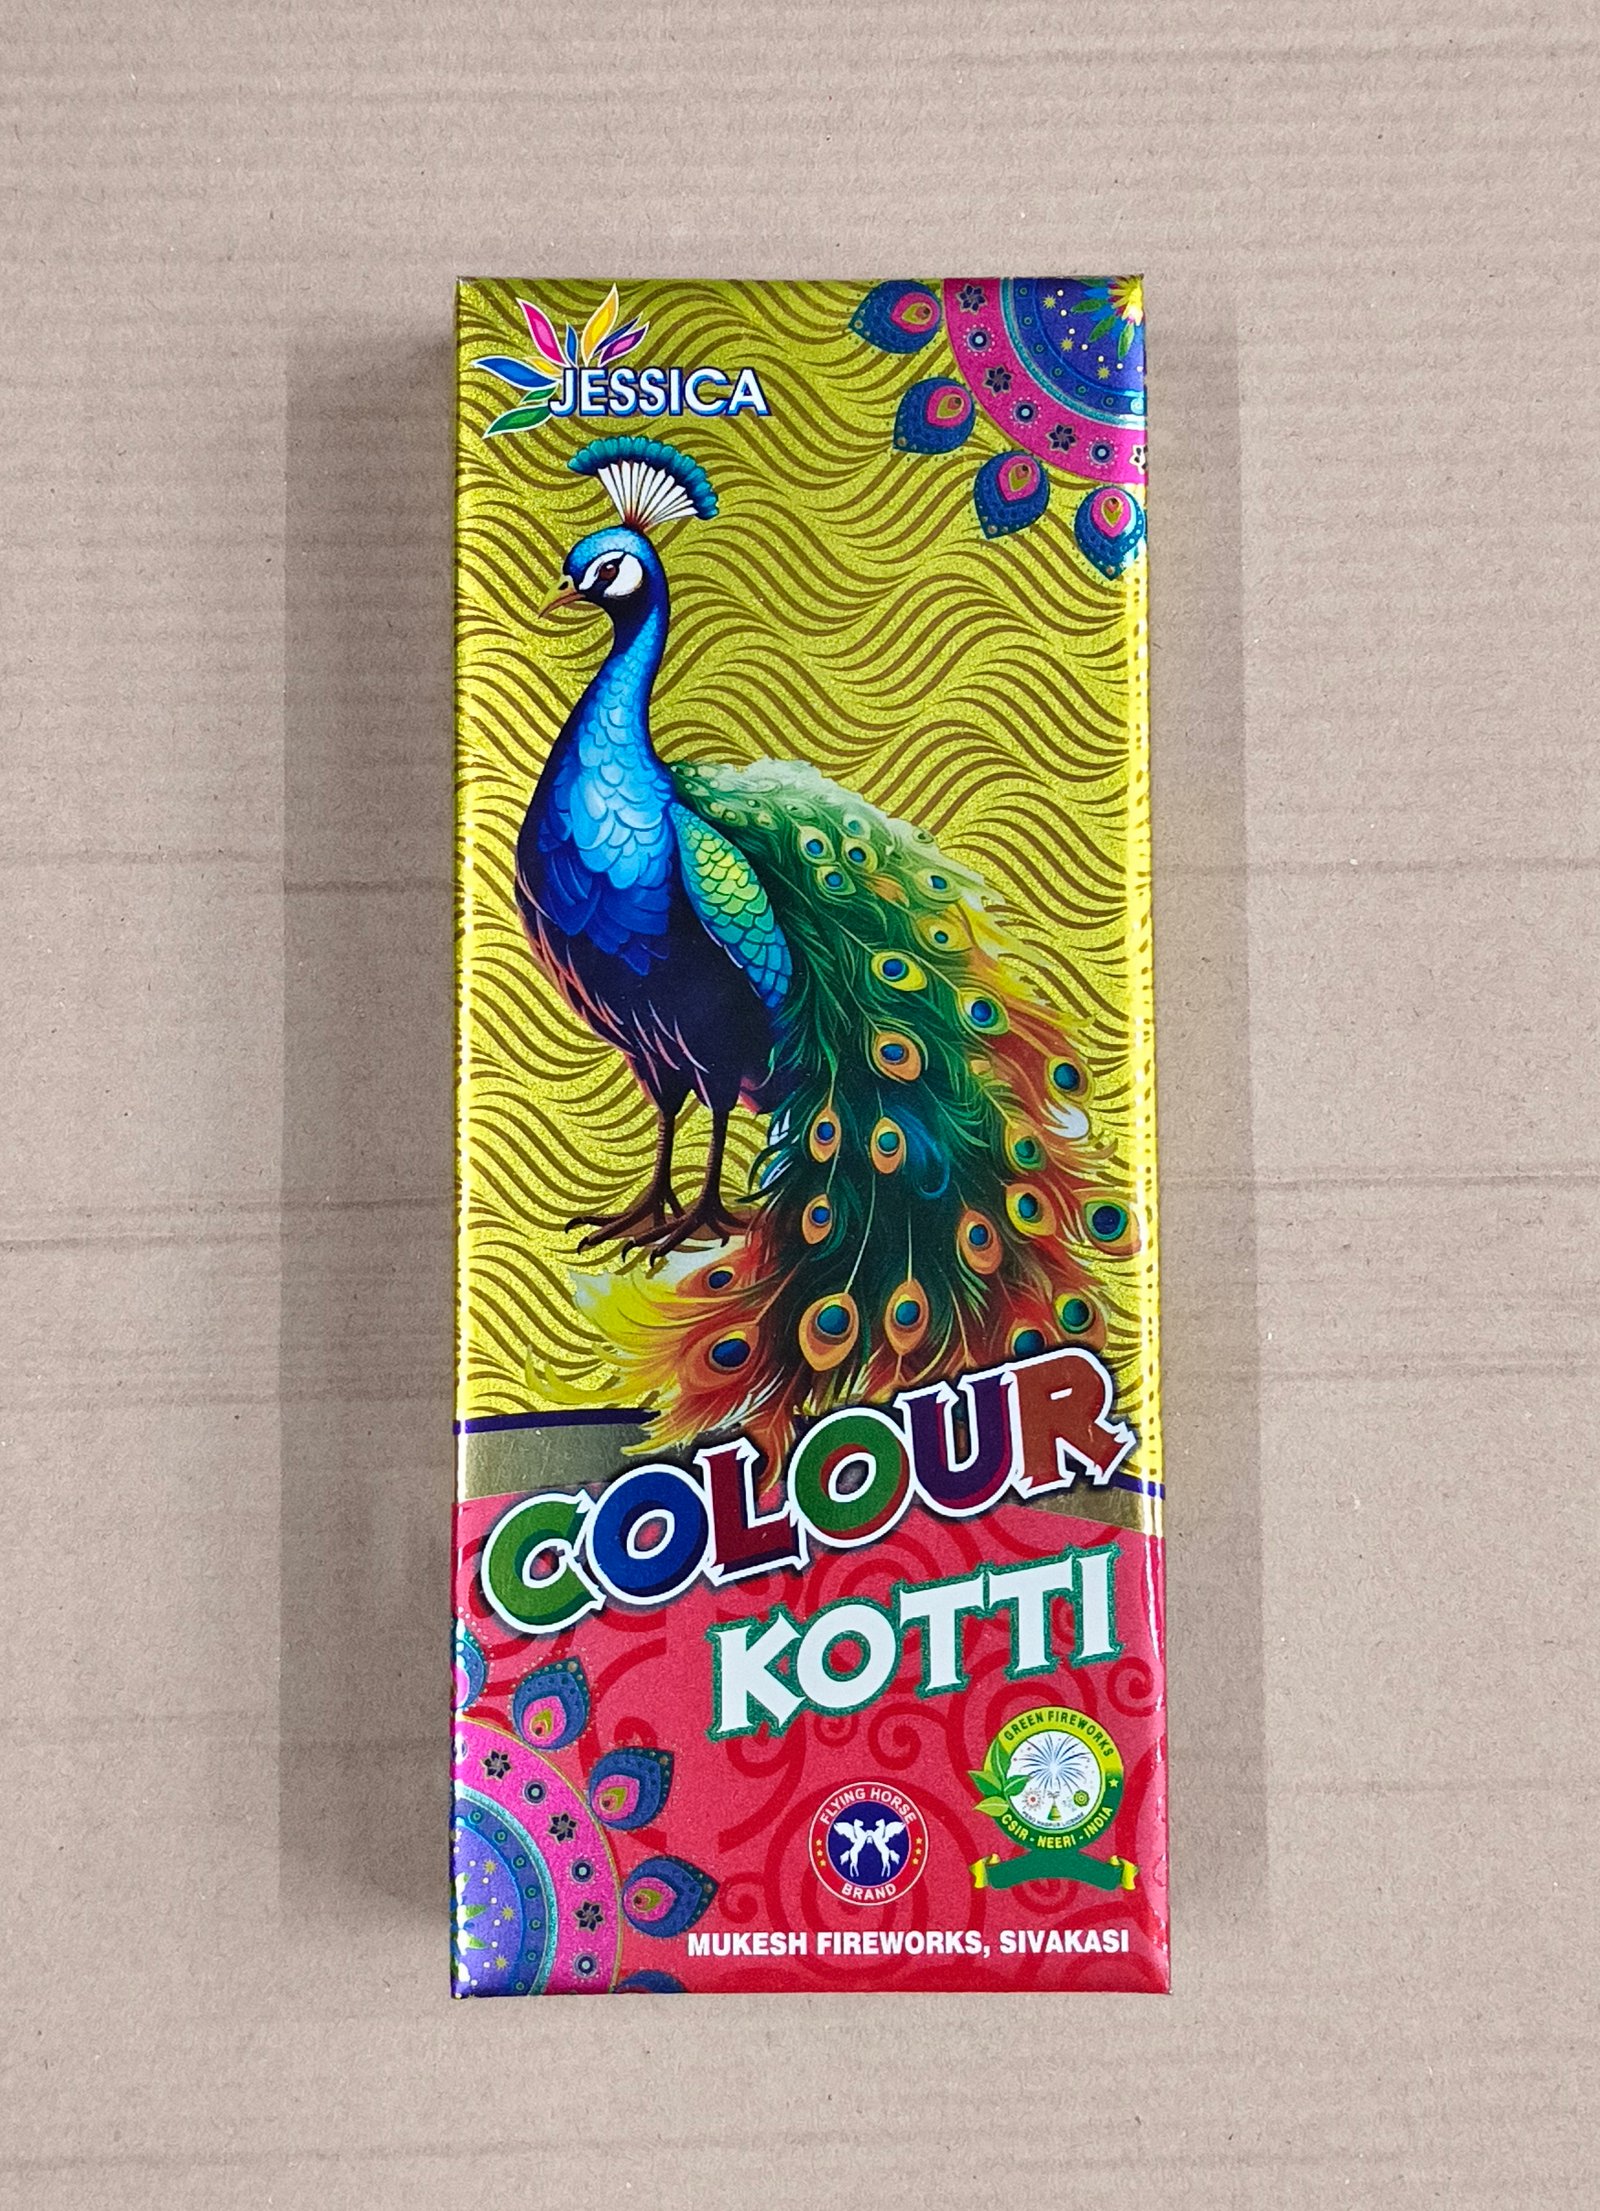 JESSICA
COLOUR
KOTTI
GREEN FIREWORKS
CSIR - NEERI - INDIA
FLYING HORSE
BRAND
MUKESH FIREWORKS, SIVAKASI